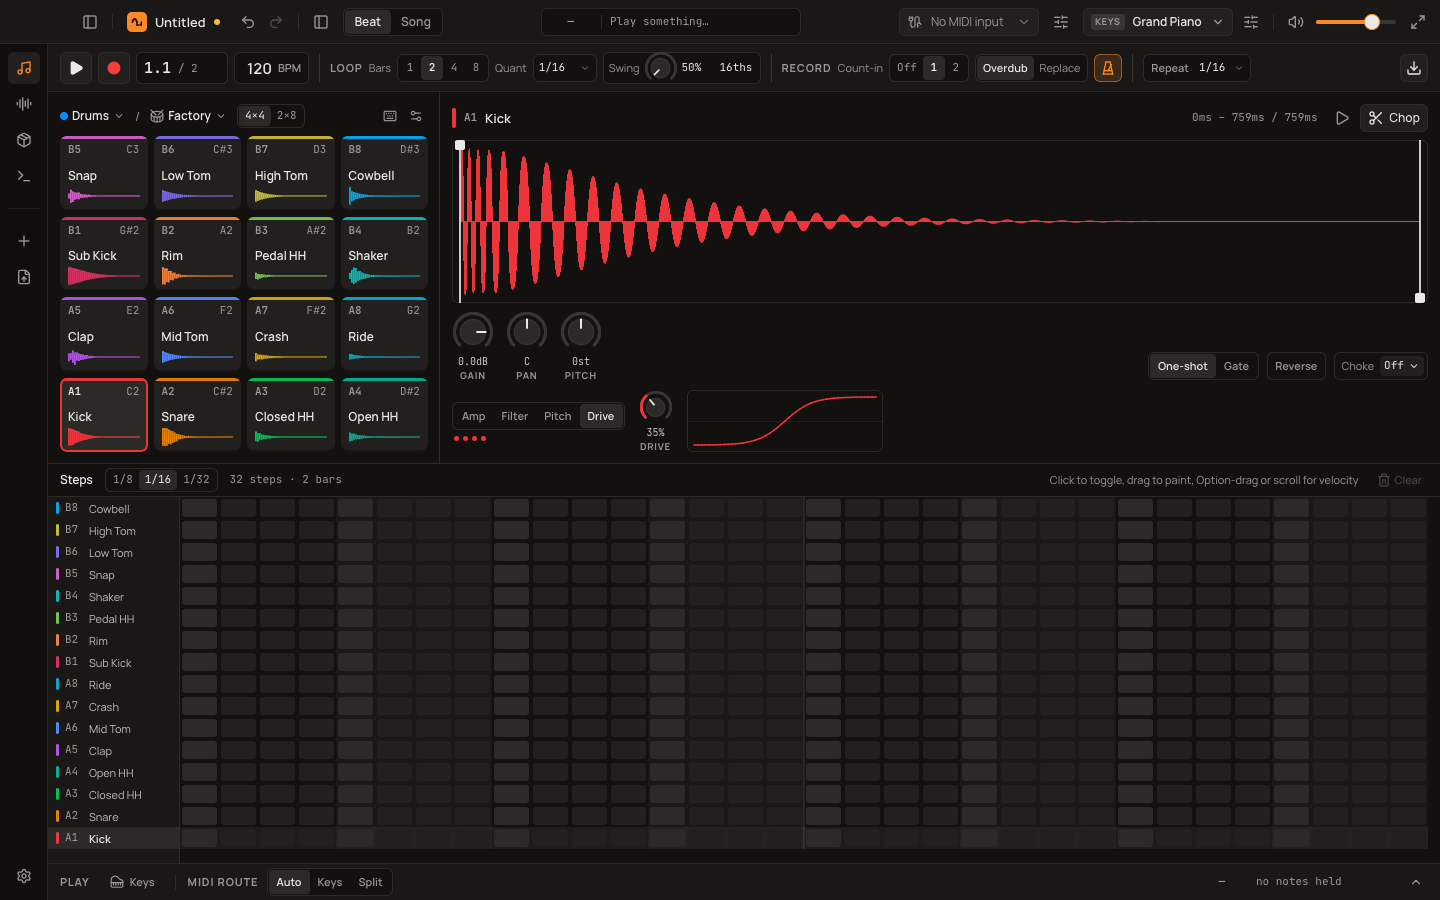 Untitled
Beat Song
– Play something…
No MIDI input
KEYS Grand Piano
1.1 / 2
120 BPM
LOOP Bars 1 2 4 8
Quant 1/16
Swing 50% 16ths
RECORD Count-in Off 1 2
Overdub Replace
Repeat 1/16
Drums / Factory 4×4 2×8
B5 C3 B6 C#3 B7 D3 B8 D#3
Snap Low Tom High Tom Cowbell
B1 G#2 B2 A2 B3 A#2 B4 B2
Sub Kick Rim Pedal HH Shaker
A5 E2 A6 F2 A7 F#2 A8 G2
Clap Mid Tom Crash Ride
A1 C2 A2 C#2 A3 D2 A4 D#2
Kick Snare Closed HH Open HH
A1 Kick
0ms – 759ms / 759ms
Chop
0.0dB C 0st
GAIN PAN PITCH
One-shot Gate Reverse Choke Off
Amp Filter Pitch Drive
35%
DRIVE
Steps 1/8 1/16 1/32 32 steps · 2 bars
Click to toggle, drag to paint, Option-drag or scroll for velocity
Clear
B8 Cowbell
B7 High Tom
B6 Low Tom
B5 Snap
B4 Shaker
B3 Pedal HH
B2 Rim
B1 Sub Kick
A8 Ride
A7 Crash
A6 Mid Tom
A5 Clap
A4 Open HH
A3 Closed HH
A2 Snare
A1 Kick
PLAY Keys MIDI ROUTE Auto Keys Split
– no notes held